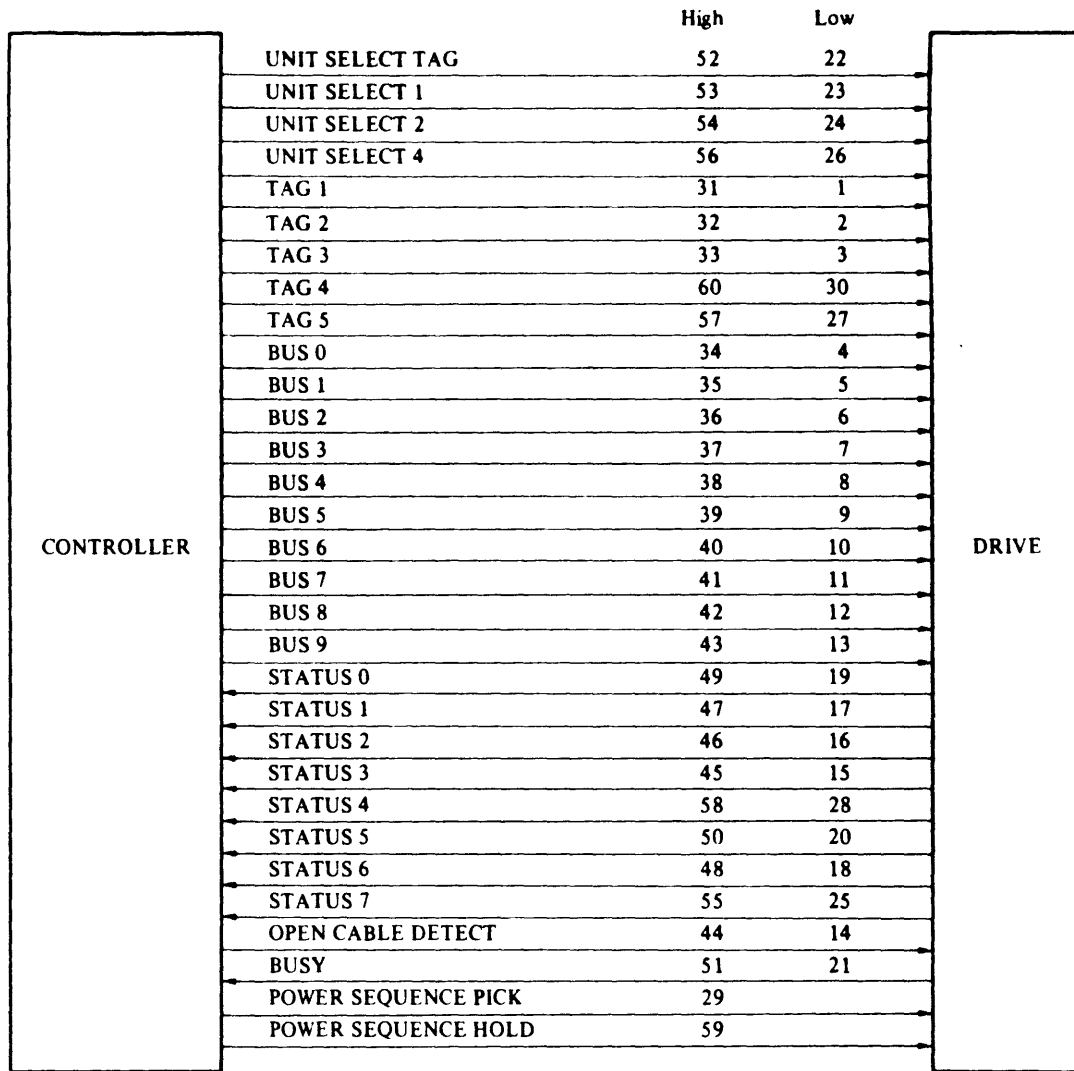 High Low
UNIT SELECT TAG 52 22
UNIT SELECT 1 53 23
UNIT SELECT 2 54 24
UNIT SELECT 4 56 26
TAG 1 31 1
TAG 2 32 2
TAG 3 33 3
TAG 4 60 30
TAG 5 57 27
BUS 0 34 4
BUS 1 35 5
BUS 2 36 6
BUS 3 37 7
BUS 4 38 8
BUS 5 39 9
CONTROLLER BUS 6 40 10 DRIVE
BUS 7 41 11
BUS 8 42 12
BUS 9 43 13
STATUS 0 49 19
STATUS 1 47 17
STATUS 2 46 16
STATUS 3 45 15
STATUS 4 58 28
STATUS 5 50 20
STATUS 6 48 18
STATUS 7 55 25
OPEN CABLE DETECT 44 14
BUSY 51 21
POWER SEQUENCE PICK 29
POWER SEQUENCE HOLD 59